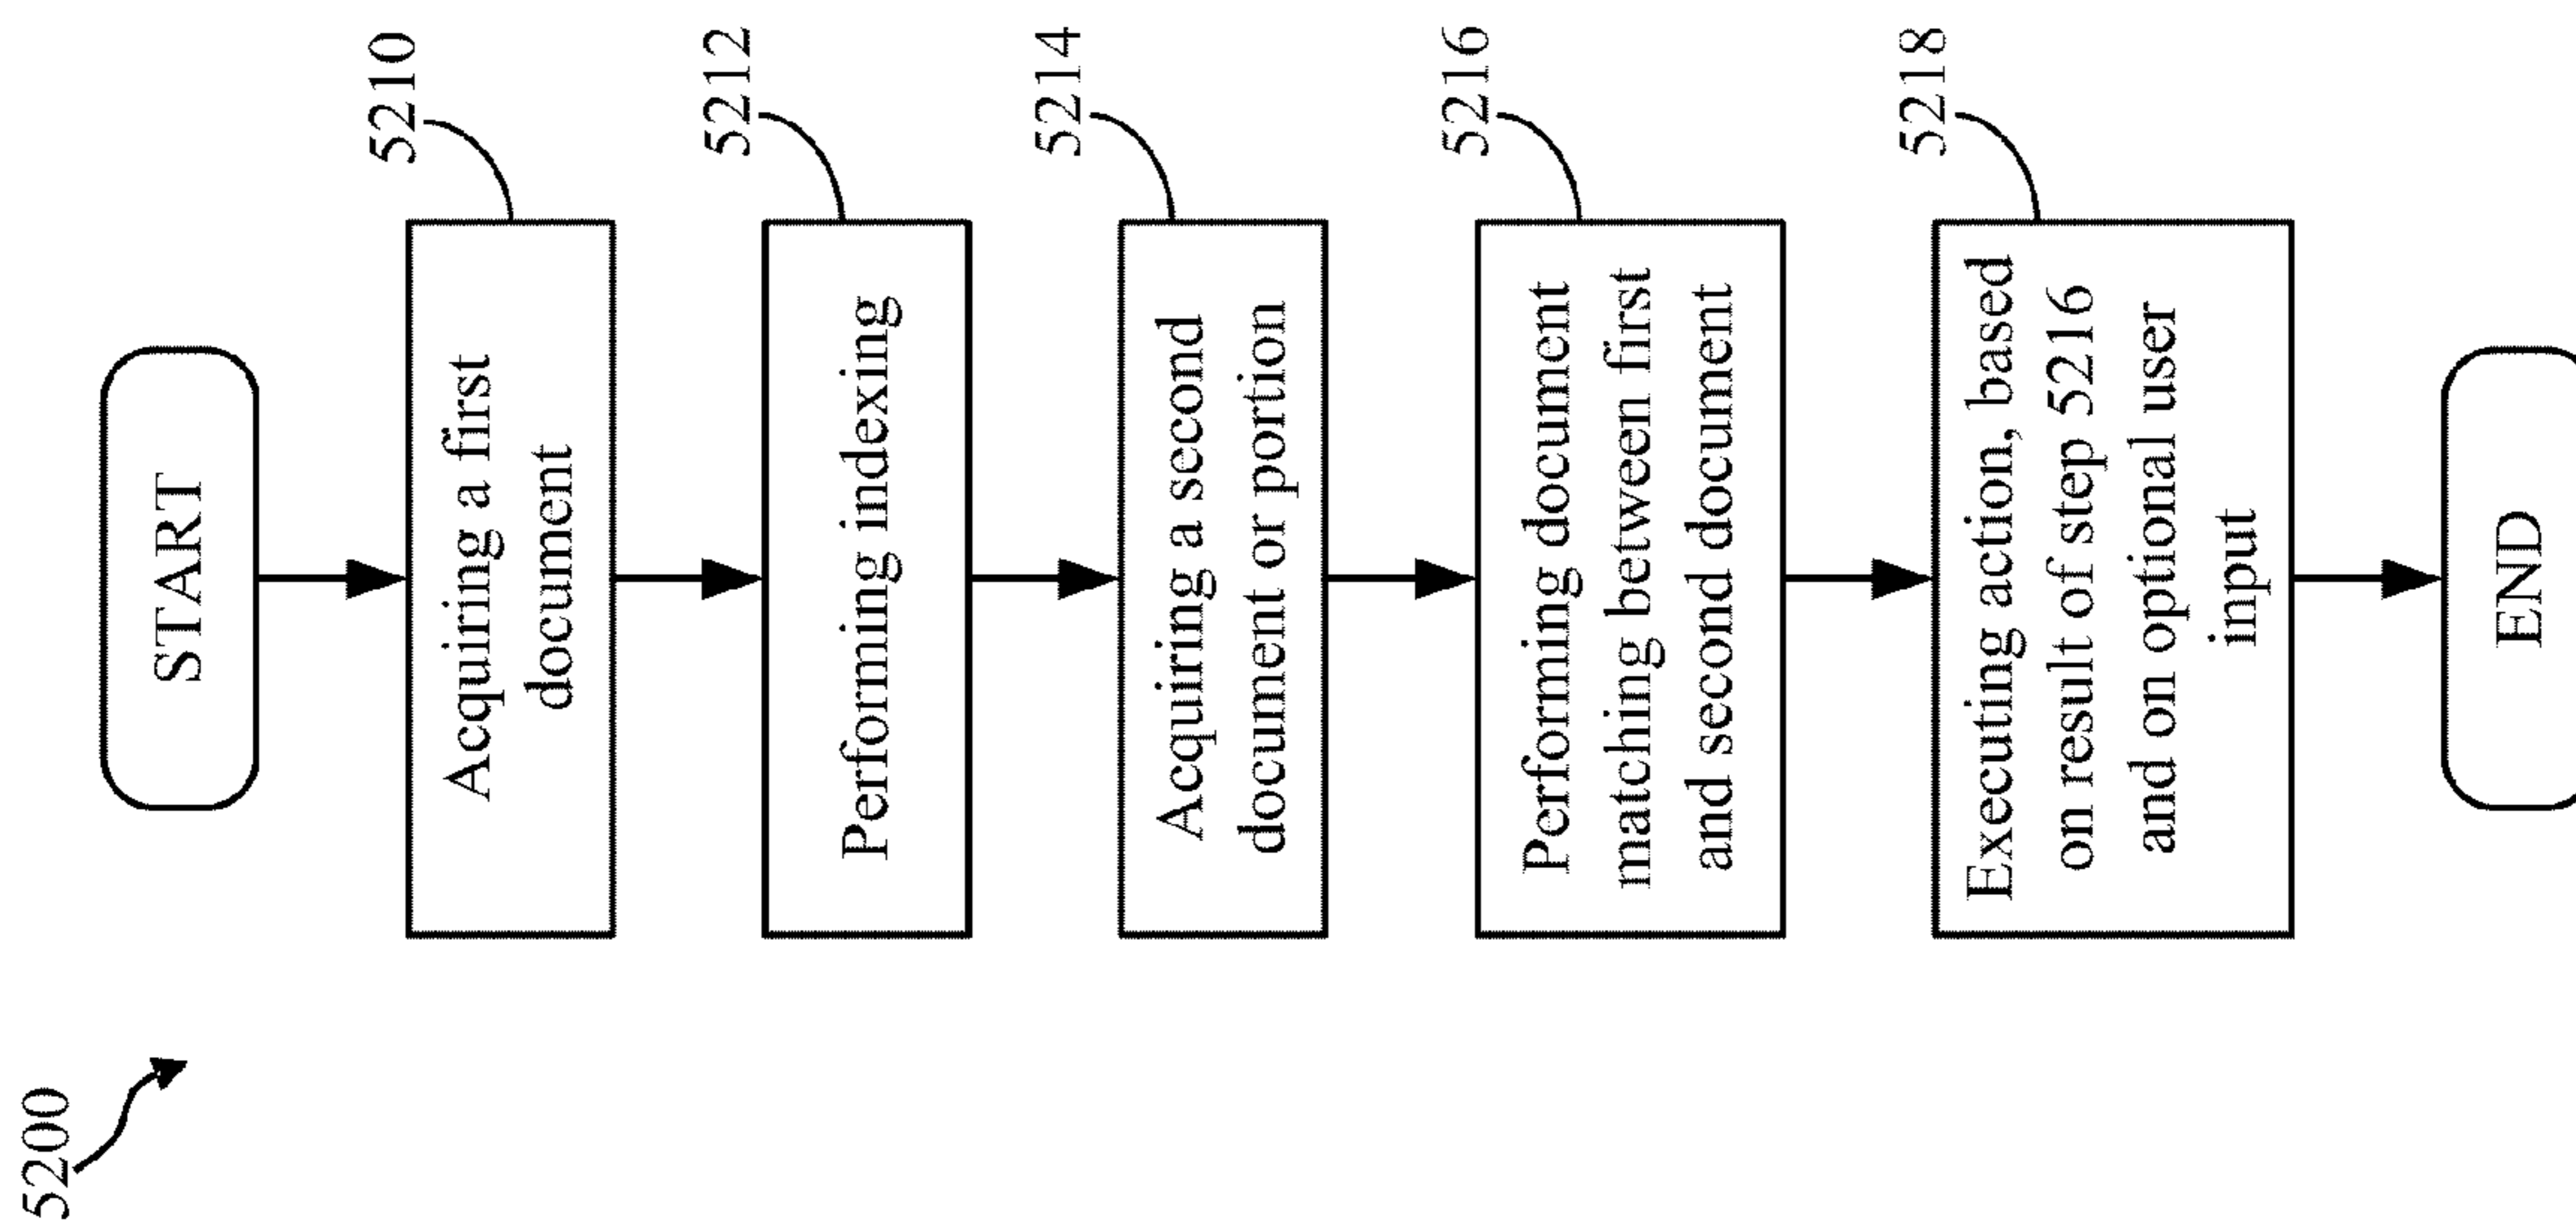 5200
START
5210
Acquiring a first
document
5212
Performing indexing
5214
Acquiring a second
document or portion
5216
Performing document
matching between first
and second document
5218
Executing action, based
on result of step 5216
and on optional user
input
END